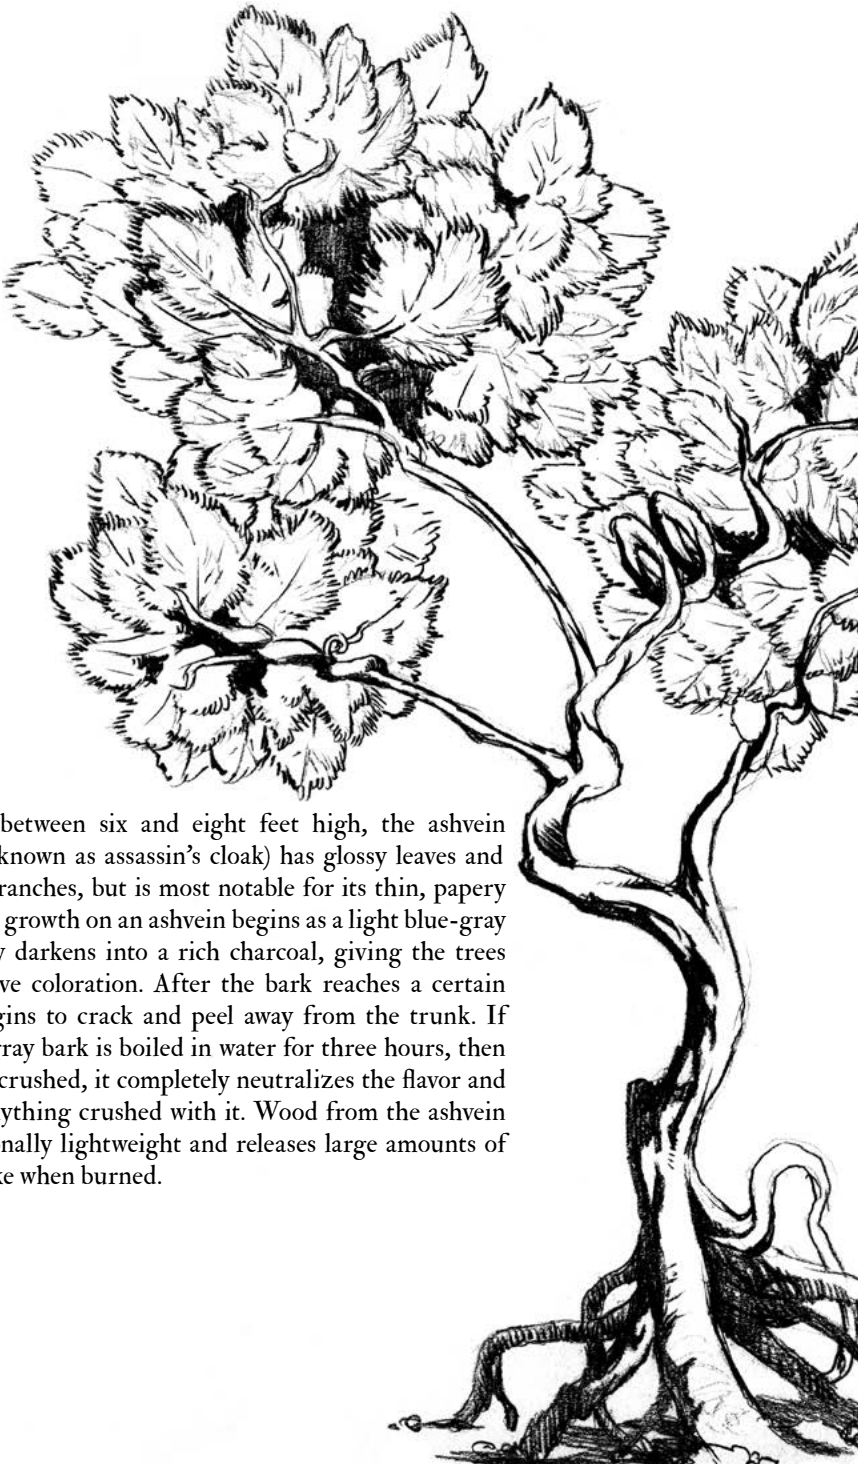 between six and eight feet high, the ashvein
known as assassin's cloak) has glossy leaves and
ranches, but is most notable for its thin, papery
growth on an ashvein begins as a light blue-gray
y darkens into a rich charcoal, giving the trees
ve coloration. After the bark reaches a certain
gins to crack and peel away from the trunk. If
gray bark is boiled in water for three hours, then
crushed, it completely neutralizes the flavor and
ything crushed with it. Wood from the ashvein
nally lightweight and releases large amounts of
ke when burned.